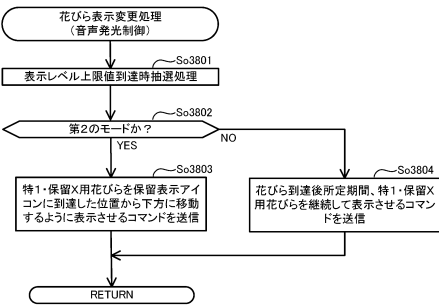 花びら表示変更処理
(音声発光制御)
So3801
表示レベル上限値到達時抽選処理
So3802
第2のモードか？
YES
NO
So3803
特1・保留X用花びらを保留表示アイ
コンに到達した位置から下方に移動
するように表示させるコマンドを送信
So3804
花びら到達後所定期間、特1・保留X
用花びらを継続して表示させるコマン
ドを送信
RETURN